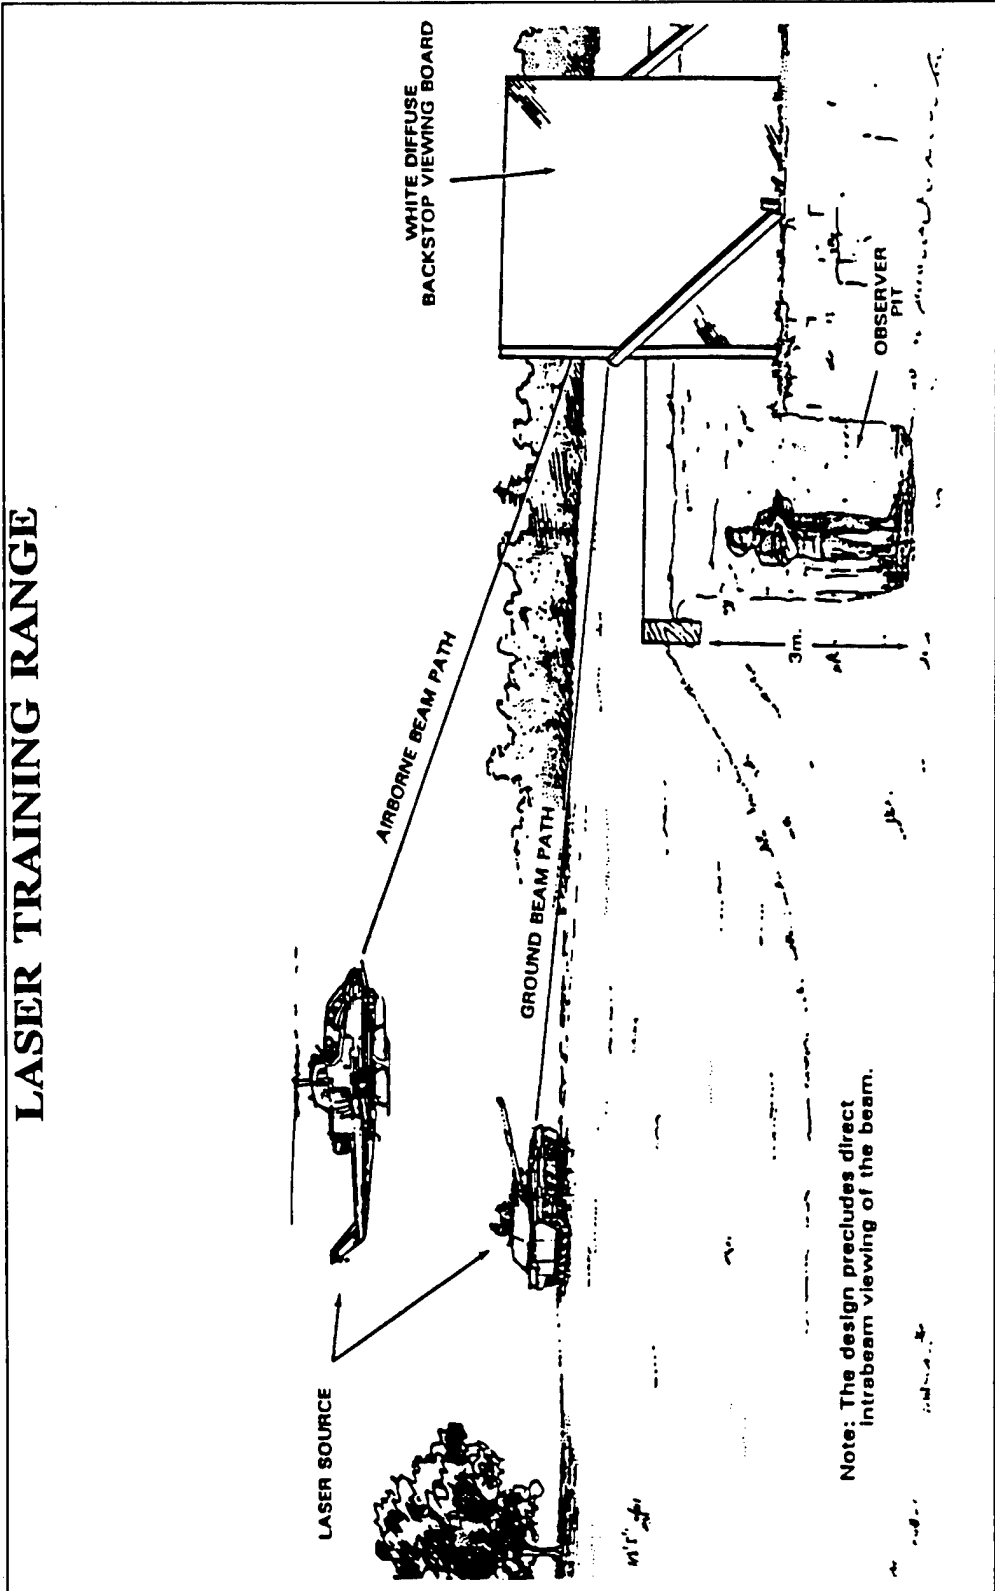 LASER TRAINING RANGE
WHITE DIFFUSE
BACKSTOP VIEWING BOARD
AIRBORNE BEAM PATH
GROUND BEAM PATH
LASER SOURCE
OBSERVER
PIT
3m.
Note: The design precludes direct
intrabeam viewing of the beam.